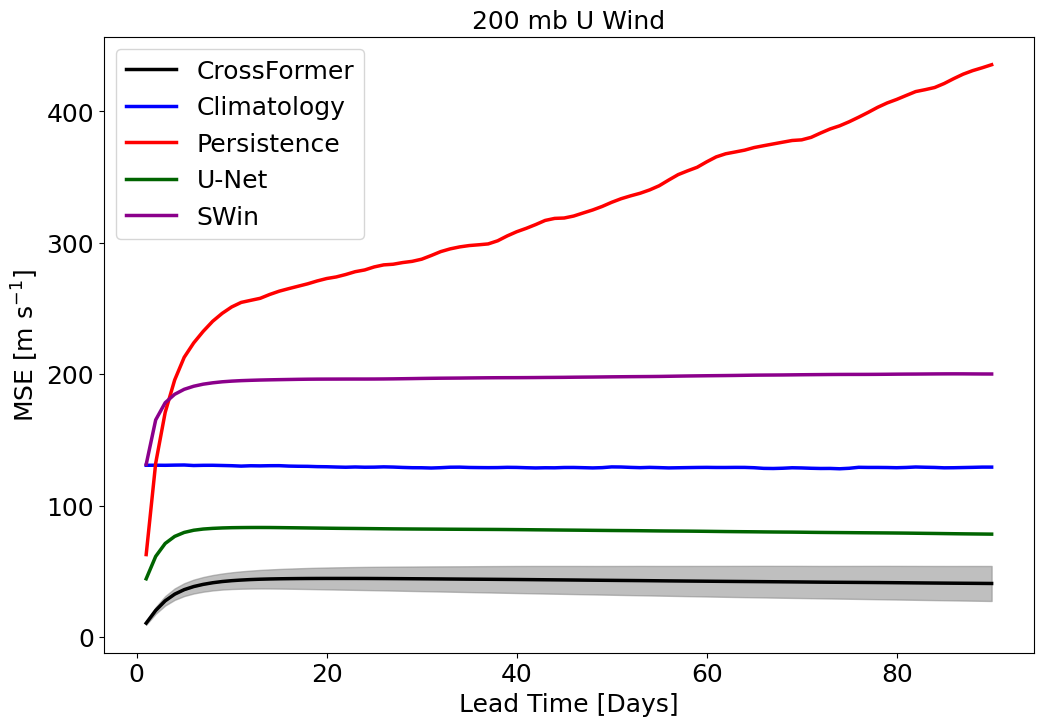 200 mb U Wind
CrossFormer
Climatology
Persistence
U-Net
SWin
MSE [m s⁻¹]
400
300
200
100
0
0 20 40 60 80
Lead Time [Days]